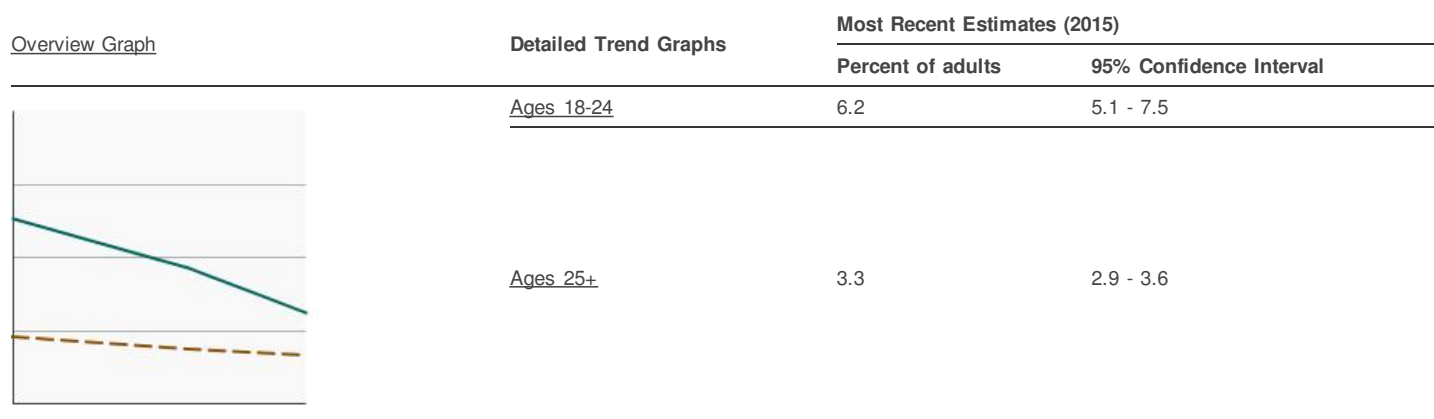 Overview Graph
Detailed Trend Graphs
Most Recent Estimates (2015)
Percent of adults
95% Confidence Interval
Ages 18-24
6.2
5.1 - 7.5
Ages 25+
3.3
2.9 - 3.6